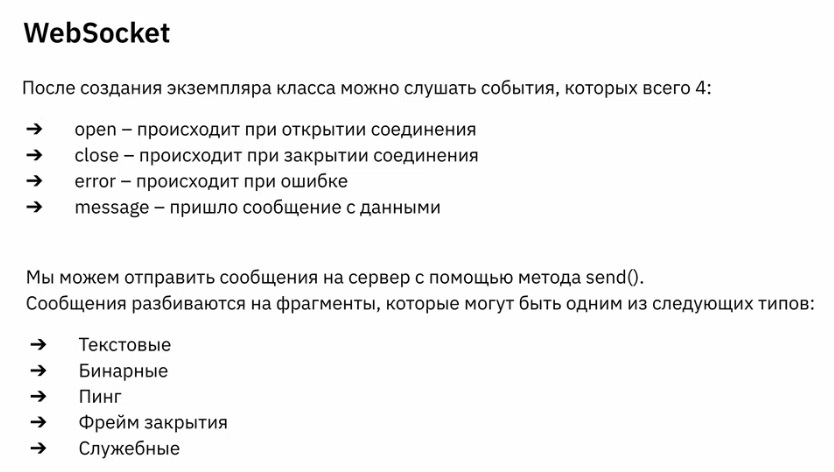 WebSocket
После создания экземпляра класса можно слушать события, которых всего 4:
➔ open – происходит при открытии соединения
➔ close – происходит при закрытии соединения
➔ error – происходит при ошибке
➔ message – пришло сообщение с данными
Мы можем отправить сообщения на сервер с помощью метода send().
Сообщения разбиваются на фрагменты, которые могут быть одним из следующих типов:
➔ Текстовые
➔ Бинарные
➔ Пинг
➔ Фрейм закрытия
➔ Служебные